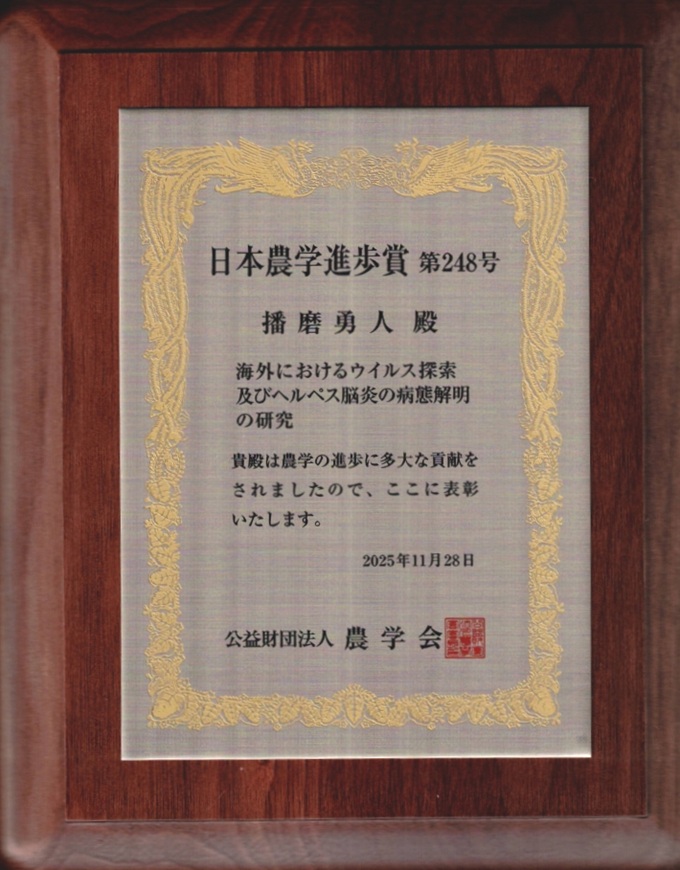 日本農学進歩賞 第248号
播磨勇人 殿
海外におけるウイルス探索
及びヘルペス脳炎の病態解明
の研究
貴殿は農学の進歩に多大な貢献を
されましたので、ここに表彰
いたします。
2025年11月28日
公益財団法人 農学会